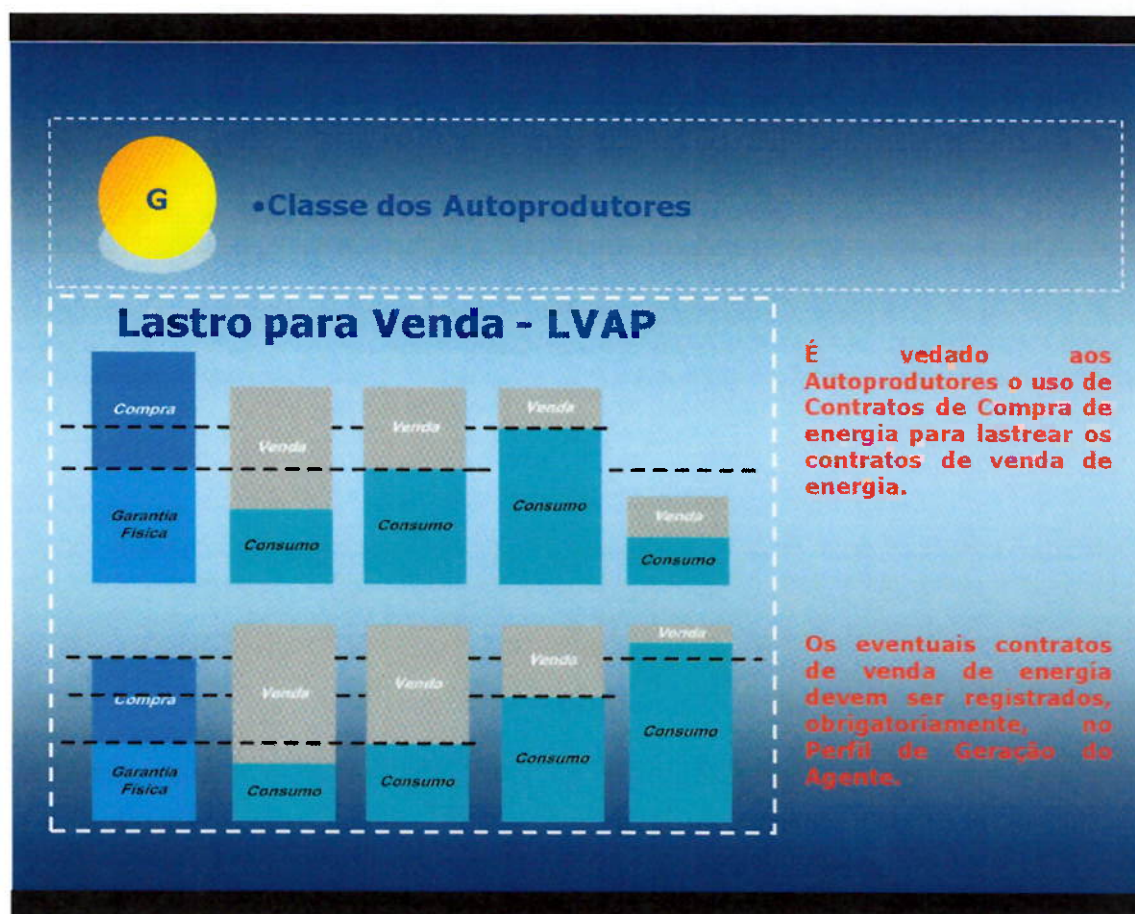 G
•Classe dos Autoprodutores
Lastro para Venda - LVAP
Compra
Garantia
Física
Venda
Consumo
Venda
Consumo
Venda
Consumo
Venda
Consumo
É vedado aos
Autoprodutores o uso de
Contratos de Compra de
energia para lastrear os
contratos de venda de
energia.
Compra
Garantia
Física
Venda
Consumo
Venda
Consumo
Venda
Consumo
Venda
Consumo
Os eventuais contratos
de venda de energia
devem ser registrados,
obrigatoriamente, no
Perfil de Geração do
Agente.